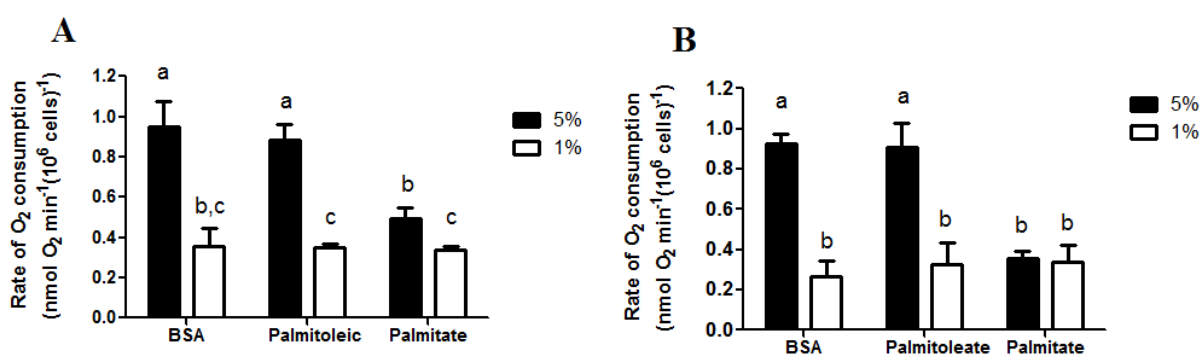 A
Rate of O2 consumption
(nmol O2 min-1(10^6 cells)-1
1.2
1.0
0.8
0.6
0.4
0.2
0.0
a
b,c
a
c
b
c
BSA
Palmitoleic
Palmitate
5%
1%
B
Rate of O2 consumption
(nmol O2 min-1(10^6 cells)-1
1.2
1.0
0.8
0.6
0.4
0.2
0.0
a
b
a
b
b
b
BSA
Palmitoleate
Palmitate
5%
1%